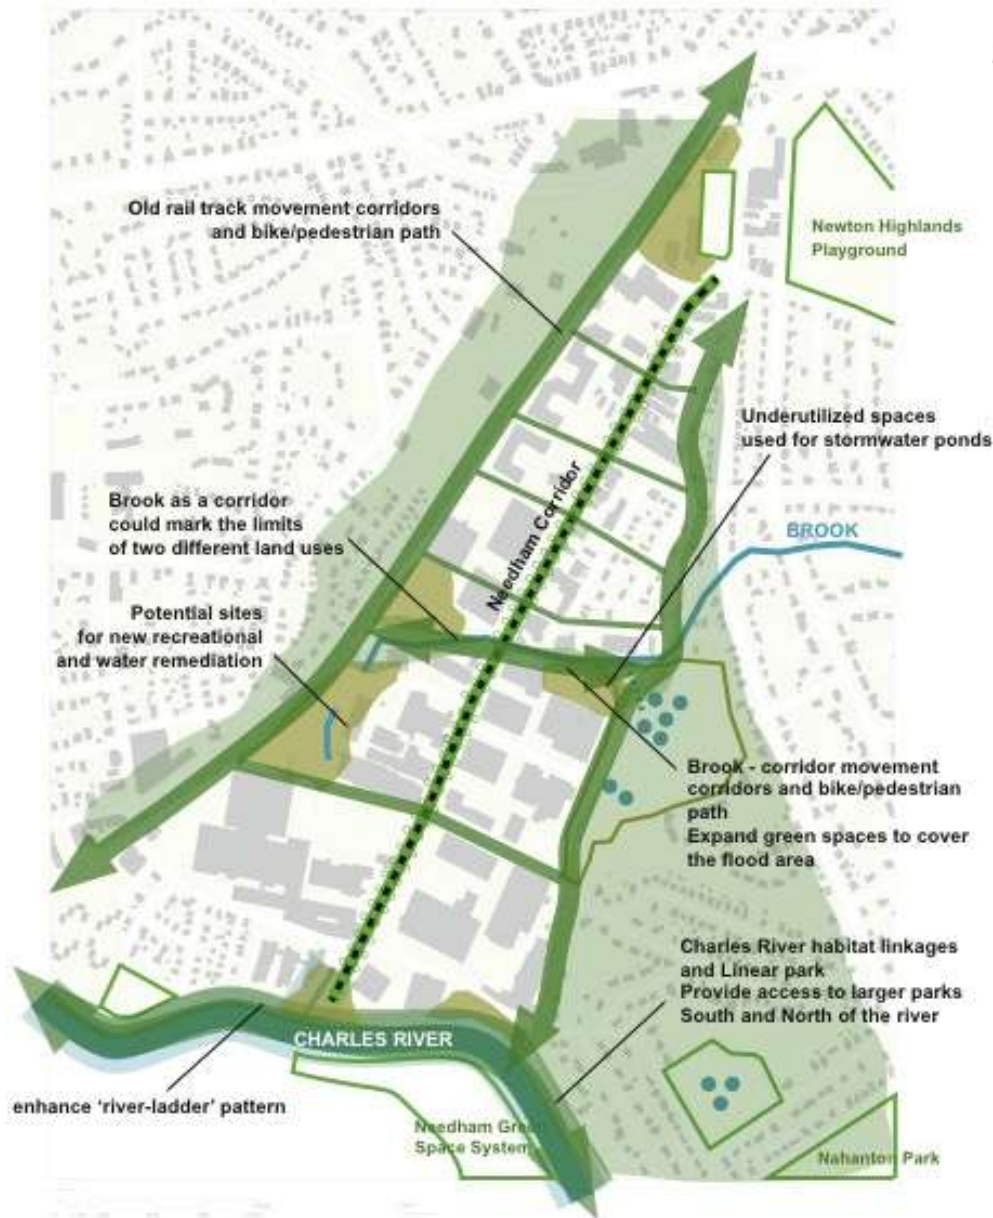 Old rail track movement corridors
and bike/pedestrian path
Newton Highlands
Playground
Underutilized spaces
used for stormwater ponds
Needham Corridor
Brook as a corridor
could mark the limits
of two different land uses
BROOK
Potential sites
for new recreational
and water remediation
Brook - corridor movement
corridors and bike/pedestrian
path
Expand green spaces to cover
the flood area
Charles River habitat linkages
and Linear park
Provide access to larger parks
South and North of the river
CHARLES RIVER
enhance ‘river-ladder’ pattern
Needham Green
Space System
Nahanton Park